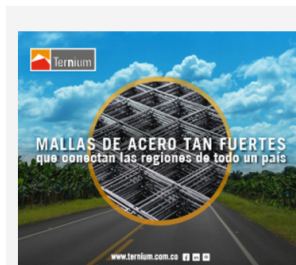 Ternium
MALLAS DE ACERO TAN FUERTES
que conectan las regiones de todo un país
www.ternium.com.co